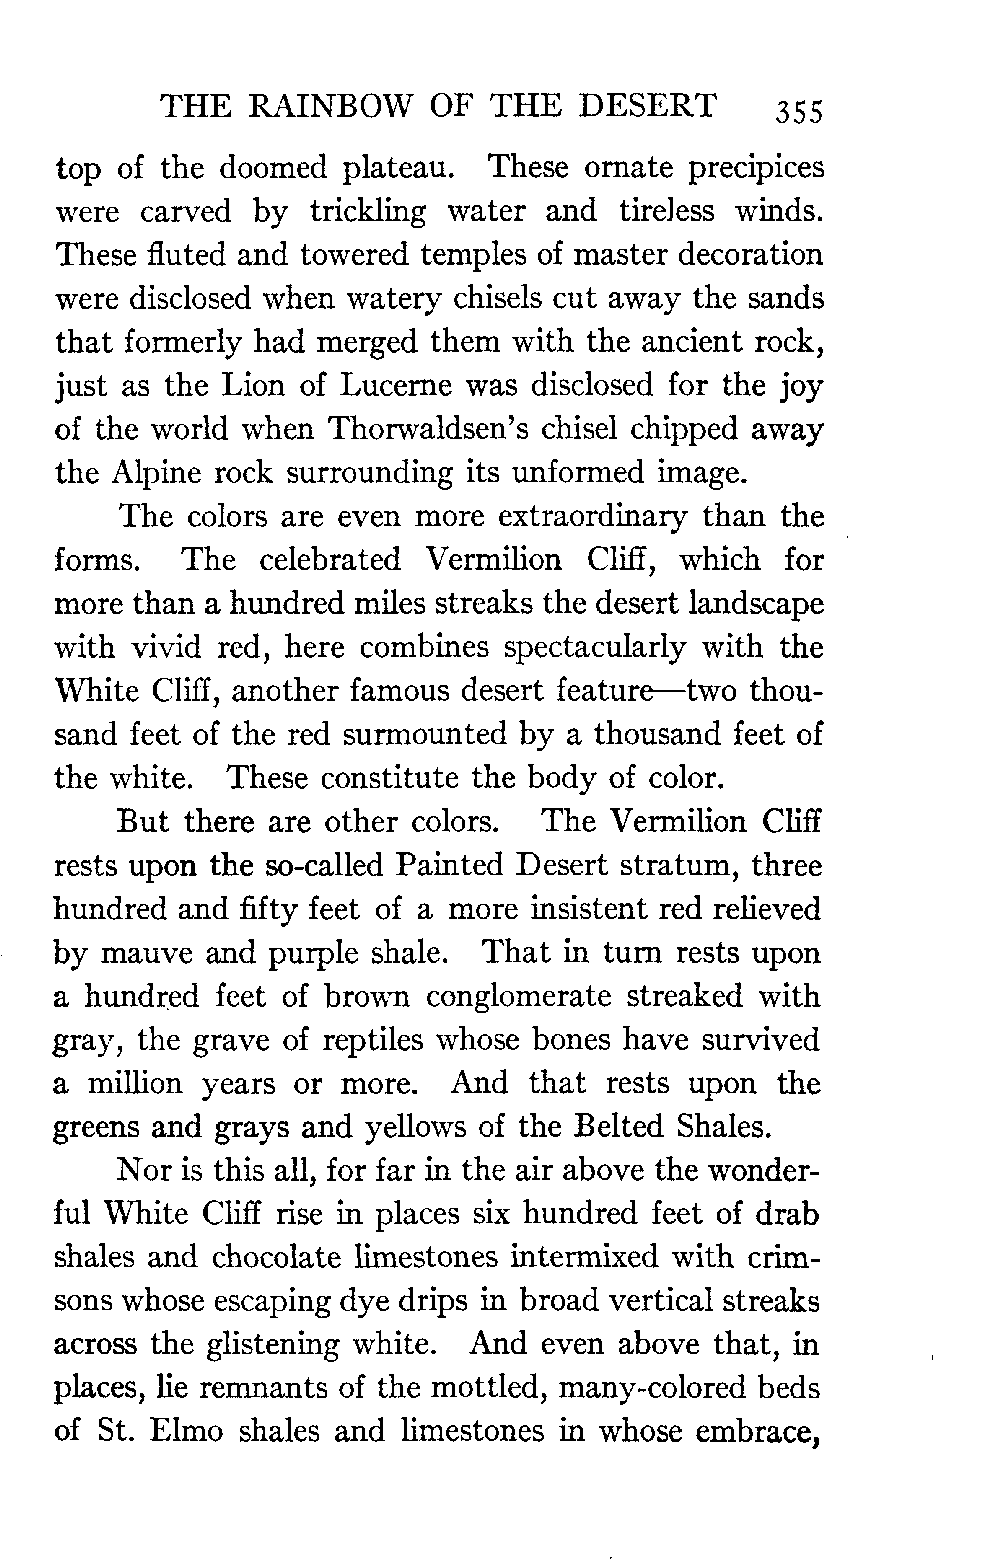 THE RAINBOW OF THE DESERT 355
top of the doomed plateau. These ornate precipices
were carved by trickling water and tireless winds.
These fluted and towered temples of master decoration
were disclosed when watery chisels cut away the sands
that formerly had merged them with the ancient rock,
just as the Lion of Lucerne was disclosed for the joy
of the world when Thorwaldsen's chisel chipped away
the Alpine rock surrounding its unformed image.
The colors are even more extraordinary than the
forms. The celebrated Vermilion Cliff, which for
more than a hundred miles streaks the desert landscape
with vivid red, here combines spectacularly with the
White Cliff, another famous desert feature—two thou-
sand feet of the red surmounted by a thousand feet of
the white. These constitute the body of color.
But there are other colors. The Vermilion Cliff
rests upon the so-called Painted Desert stratum, three
hundred and fifty feet of a more insistent red relieved
by mauve and purple shale. That in turn rests upon
a hundred feet of brown conglomerate streaked with
gray, the grave of reptiles whose bones have survived
a million years or more. And that rests upon the
greens and grays and yellows of the Belted Shales.
Nor is this all, for far in the air above the wonder-
ful White Cliff rise in places six hundred feet of drab
shales and chocolate limestones intermixed with crim-
sons whose escaping dye drips in broad vertical streaks
across the glistening white. And even above that, in
places, lie remnants of the mottled, many-colored beds
of St. Elmo shales and limestones in whose embrace,